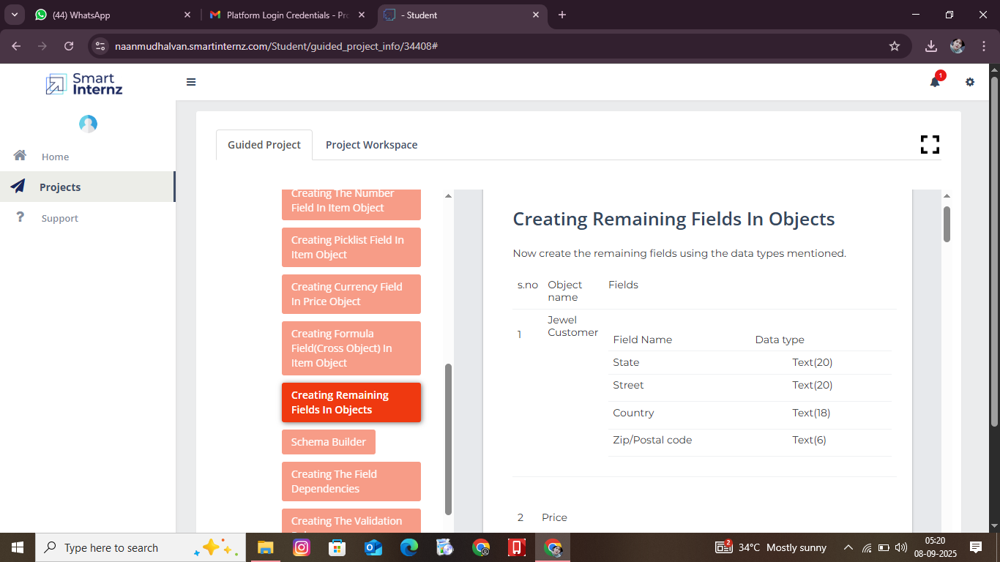 (44) WhatsApp
Platform Login Credentials - Pro
- Student
naanmudhalvan.smartinternz.com/Student/guided_project_info/34408#
Smart
Internz
1
Home
Projects
Support
Guided Project
Project Workspace
Creating The Number
Field In Item Object
Creating Picklist Field In
Item Object
Creating Currency Field
In Price Object
Creating Formula
Field(Cross Object) In
Item Object
Creating Remaining
Fields In Objects
Schema Builder
Creating The Field
Dependencies
Creating The Validation
Creating Remaining Fields In Objects
Now create the remaining fields using the data types mentioned.
s.no Object name Fields
1 Jewel Customer
Field Name Data type
State Text(20)
Street Text(20)
Country Text(18)
Zip/Postal code Text(6)
2 Price
Type here to search
2
34°C Mostly sunny
05:20
08-09-2025